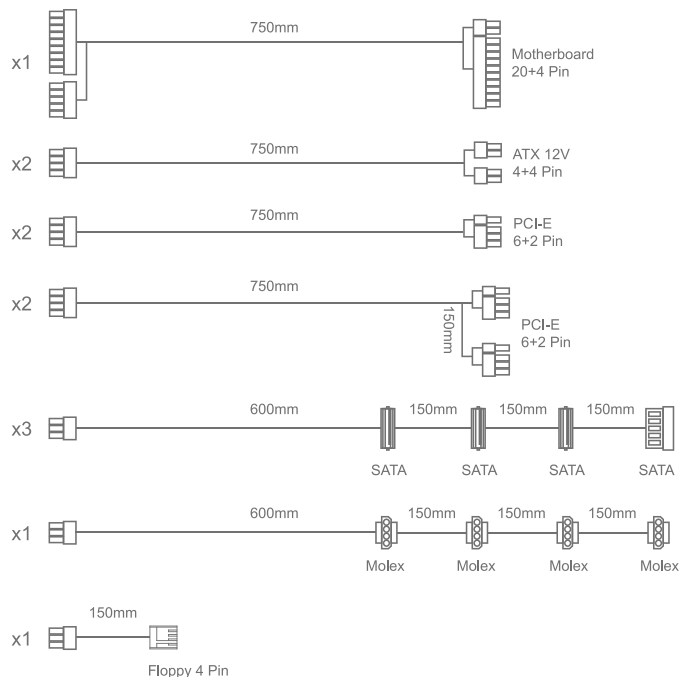 750mm
x1
Motherboard
20+4 Pin
750mm
x2
ATX 12V
4+4 Pin
750mm
x2
PCI-E
6+2 Pin
750mm
x2
150mm
PCI-E
6+2 Pin
600mm 150mm 150mm 150mm
x3
SATA SATA SATA SATA
600mm 150mm 150mm 150mm
x1
Molex Molex Molex Molex
150mm
x1
Floppy 4 Pin